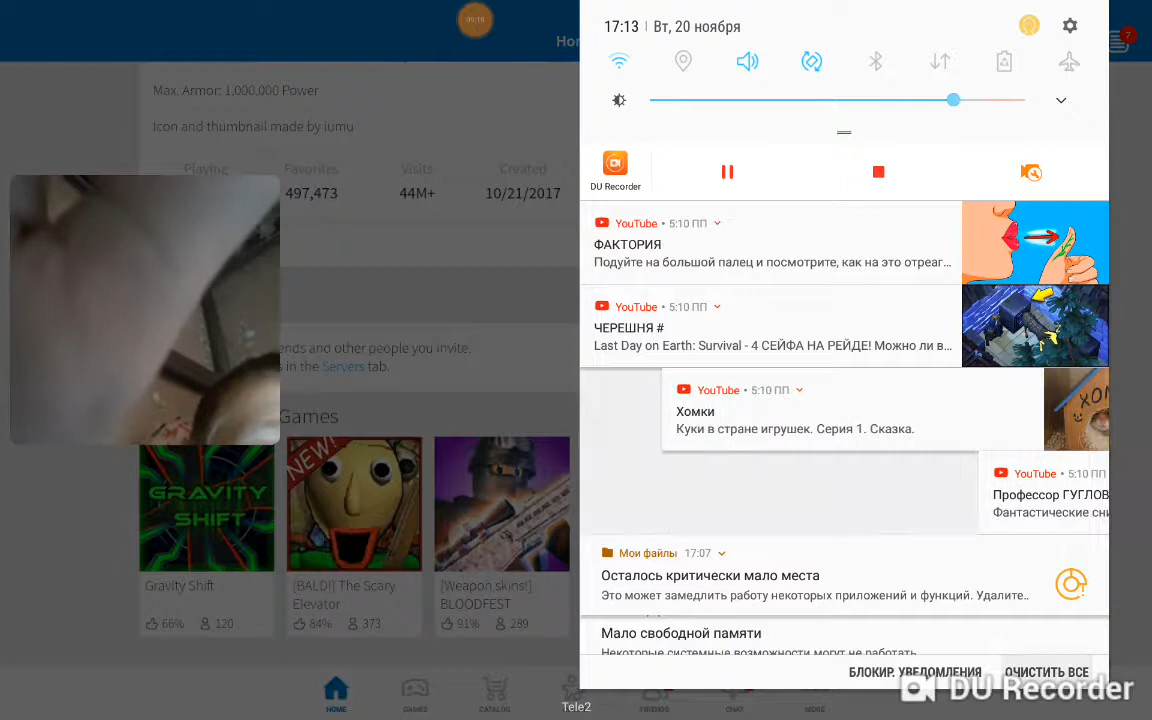 Hom
Max. Armor: 1,000,000 Power
Icon and thumbnail made by iumu
Playing Favorites Visits Created
497,473 44M+ 10/21/2017
ends and other people you invite.
s in the Servers tab.
Games
NEW!
GRAVITY
SHIFT
Gravity Shift
66% 120
[BALDI] The Scary
Elevator
84% 373
[Weapon skins!]
BLOODFEST
91% 289
HOME GAMES CATALOG FRIENDS CHAT MORE
Tele2
17:13 Вт, 20 ноября
7
DU Recorder
YouTube • 5:10 ПП
ФАКТОРИЯ
Подуйте на большой палец и посмотрите, как на это отреаг...
YouTube • 5:10 ПП
ЧЕРЕШНЯ #
Last Day on Earth: Survival - 4 СЕЙФА НА РЕЙДЕ! Можно ли в...
YouTube • 5:10 ПП
Хомки
Куки в стране игрушек. Серия 1. Сказка.
YouTube • 5:10 ПП
Профессор ГУГЛОВ
Фантастические сни
Мои файлы 17:07
Осталось критически мало места
Это может замедлить работу некоторых приложений и функций. Удалите..
Мало свободной памяти
Некоторые системные возможности могут не работать
БЛОКИР. УВЕДОМЛЕНИЯ ОЧИСТИТЬ ВСЕ
DU Recorder